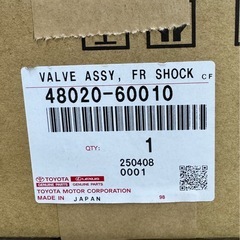 VALVE ASSY, FR SHOCK CF
48020-60010
QTY: 1
250408
0001
TOYOTA LEXUS
GENUINE PARTS GENUINE PARTS
TOYOTA MOTOR CORPORATION
MADE IN JAPAN 98